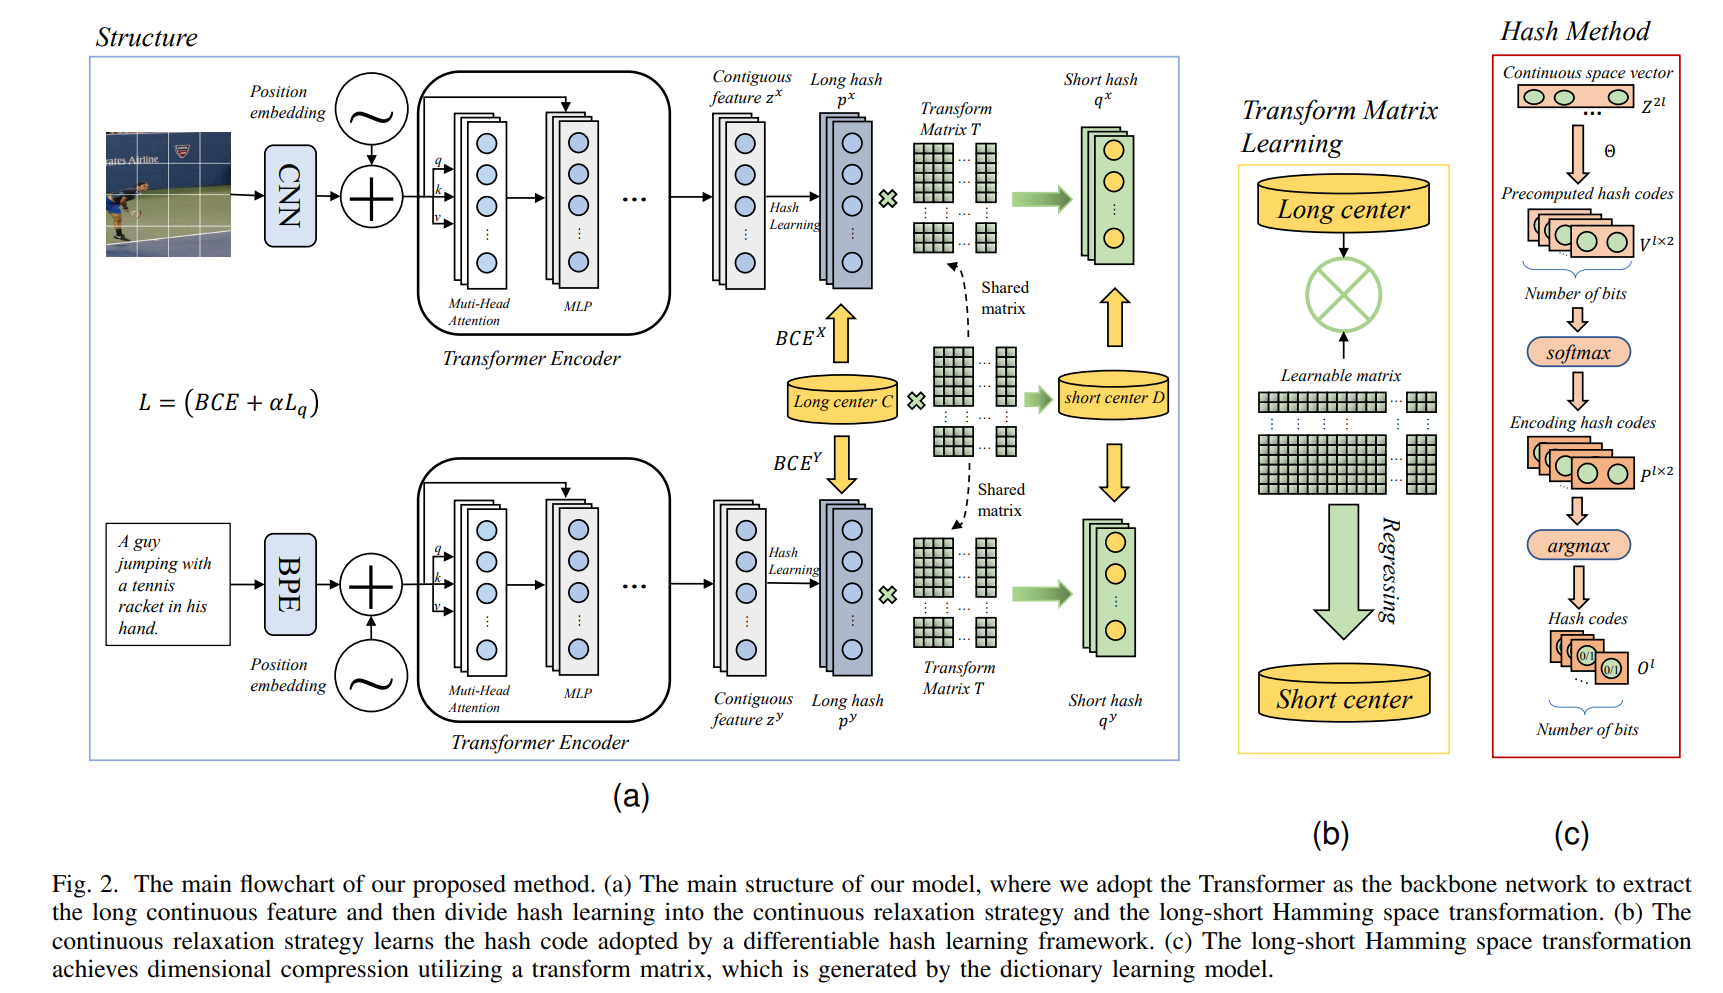 Structure
Position
embedding
rates Airline
CNN
q
k
v
Muti-Head
Attention
MLP
...
Transformer Encoder
Contiguous
feature z^x
Hash
Learning
Long hash
p^x
Transform
Matrix T
Short hash
q^x
Shared
matrix
BCE^X
Long center C
short center D
BCE^Y
Shared
matrix
L = (BCE + αL_q)
A guy
jumping with
a tennis
racket in his
hand.
BPE
Position
embedding
q
k
v
Muti-Head
Attention
MLP
...
Transformer Encoder
Contiguous
feature z^y
Hash
Learning
Long hash
p^y
Transform
Matrix T
Short hash
q^y
(a)
Transform Matrix
Learning
Long center
Learnable matrix
Regressing
Short center
(b)
Hash Method
Continuous space vector
Z^{2l}
...
Θ
Precomputed hash codes
V^{l×2}
Number of bits
softmax
Encoding hash codes
P^{l×2}
argmax
Hash codes
0/1
0/1
O^l
Number of bits
(c)
Fig. 2. The main flowchart of our proposed method. (a) The main structure of our model, where we adopt the Transformer as the backbone network to extract
the long continuous feature and then divide hash learning into the continuous relaxation strategy and the long-short Hamming space transformation. (b) The
continuous relaxation strategy learns the hash code adopted by a differentiable hash learning framework. (c) The long-short Hamming space transformation
achieves dimensional compression utilizing a transform matrix, which is generated by the dictionary learning model.